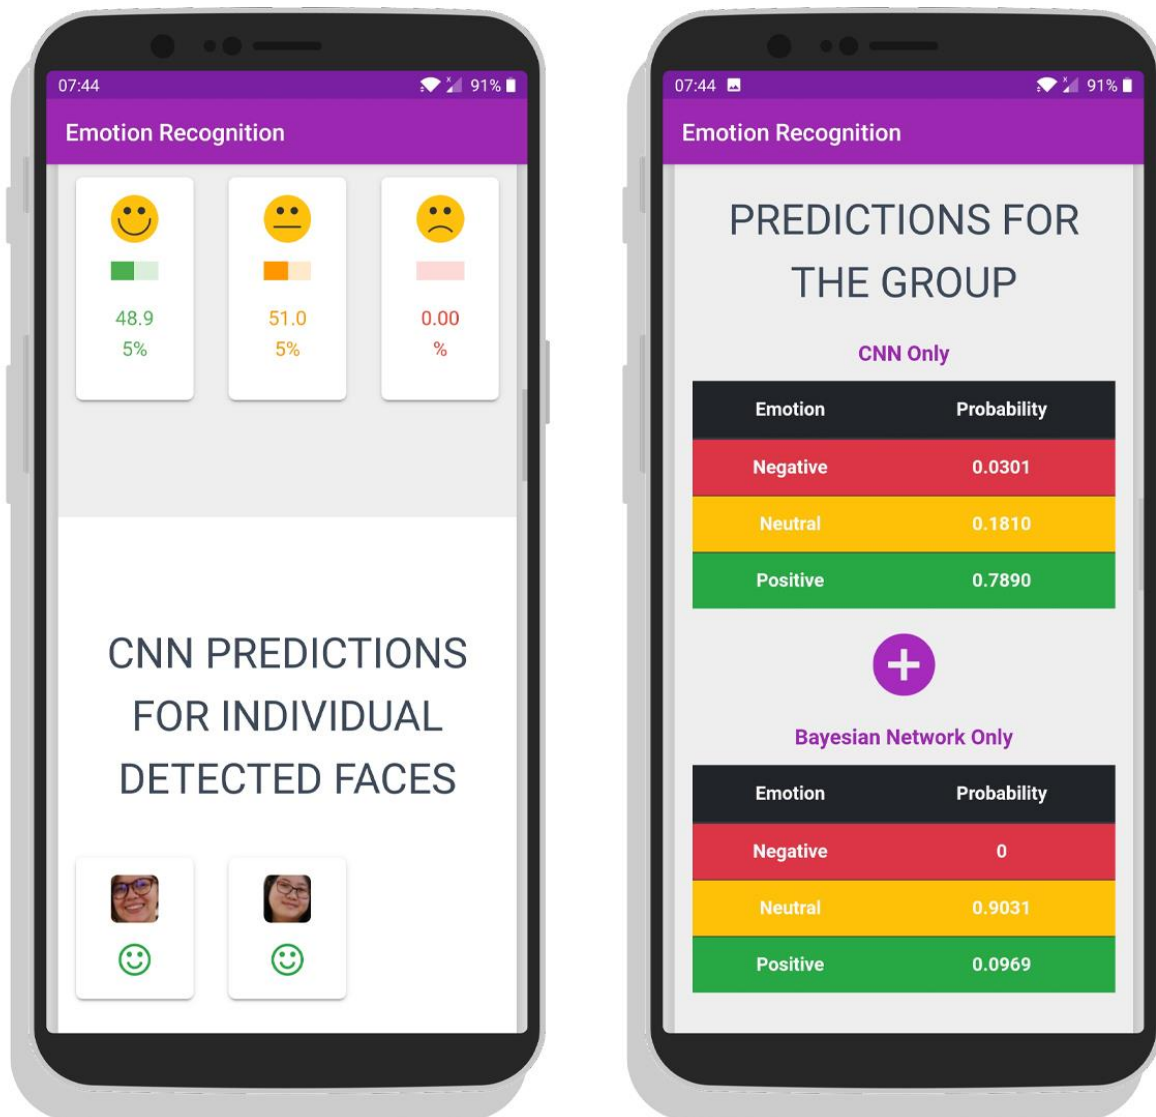 07:44
91%
Emotion Recognition
48.9
5%
51.0
5%
0.00
%
CNN PREDICTIONS
FOR INDIVIDUAL
DETECTED FACES
07:44
91%
Emotion Recognition
PREDICTIONS FOR
THE GROUP
CNN Only
Emotion Probability
Negative 0.0301
Neutral 0.1810
Positive 0.7890
Bayesian Network Only
Emotion Probability
Negative 0
Neutral 0.9031
Positive 0.0969